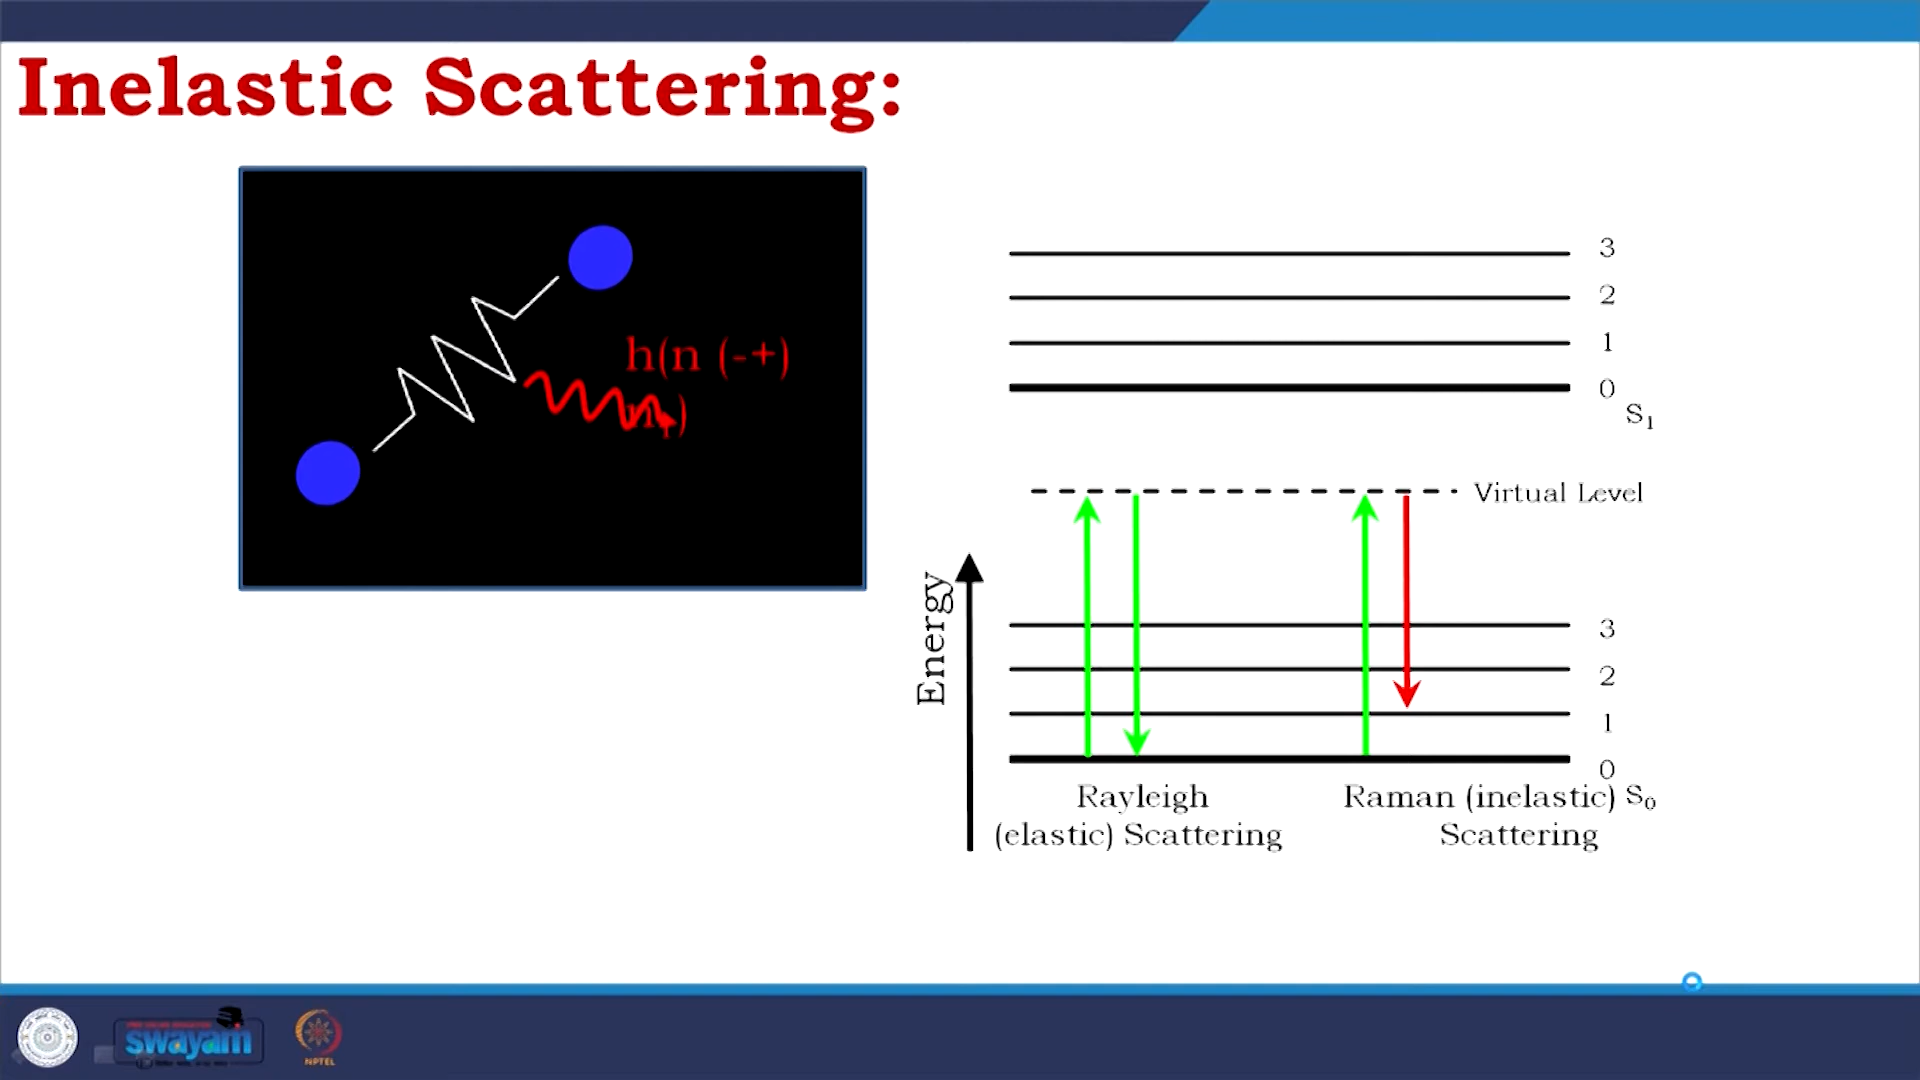 Inelastic Scattering:
h(n (-+)
3
2
1
0
S₁
Virtual Level
Energy
3
2
1
0
Rayleigh
(elastic) Scattering
Raman (inelastic) S₀
Scattering
swayam
NPTEL